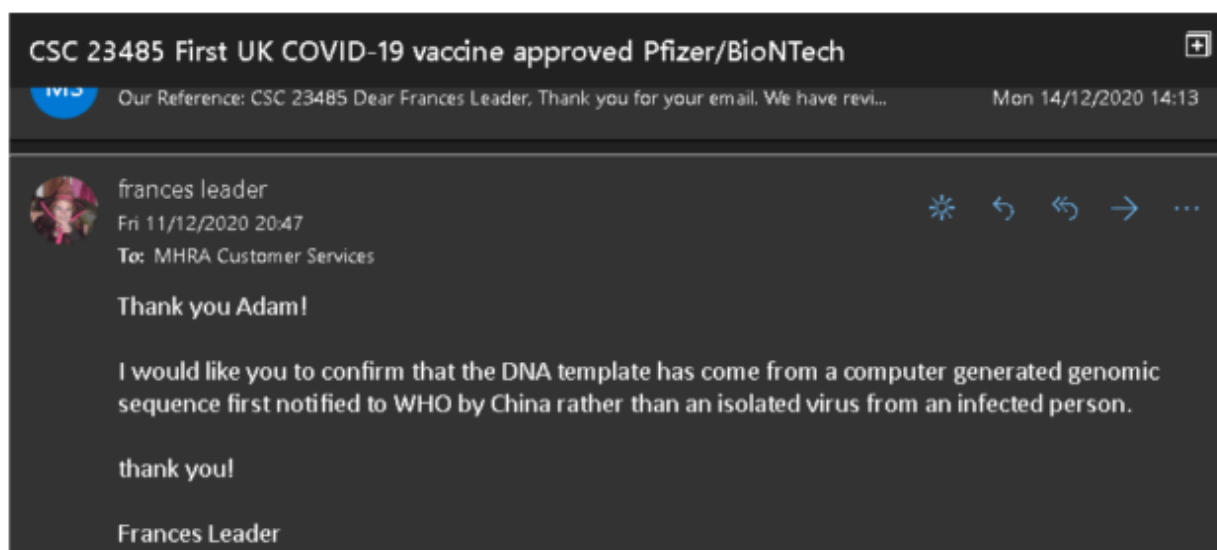 CSC 23485 First UK COVID-19 vaccine approved Pfizer/BioNTech
MS
Our Reference: CSC 23485 Dear Frances Leader, Thank you for your email. We have revi... Mon 14/12/2020 14:13
frances leader
Fri 11/12/2020 20:47
To: MHRA Customer Services
Thank you Adam!
I would like you to confirm that the DNA template has come from a computer generated genomic
sequence first notified to WHO by China rather than an isolated virus from an infected person.
thank you!
Frances Leader